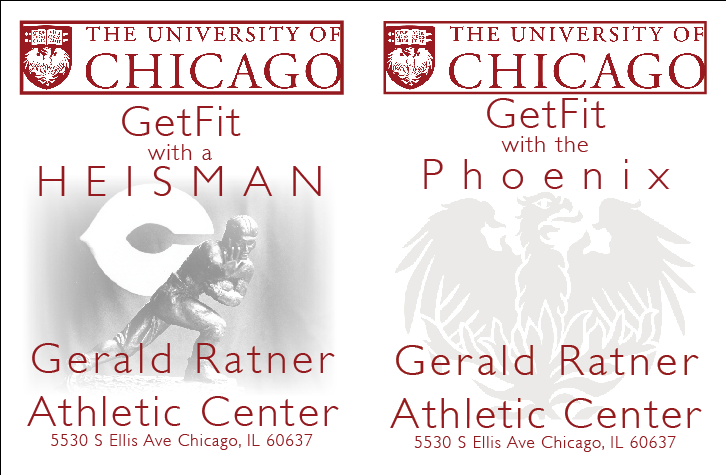 THE UNIVERSITY OF
CHICAGO
GetFit
with a
HEISMAN
Gerald Ratner
Athletic Center
5530 S Ellis Ave Chicago, IL 60637
THE UNIVERSITY OF
CHICAGO
GetFit
with the
Phoenix
Gerald Ratner
Athletic Center
5530 S Ellis Ave Chicago, IL 60637